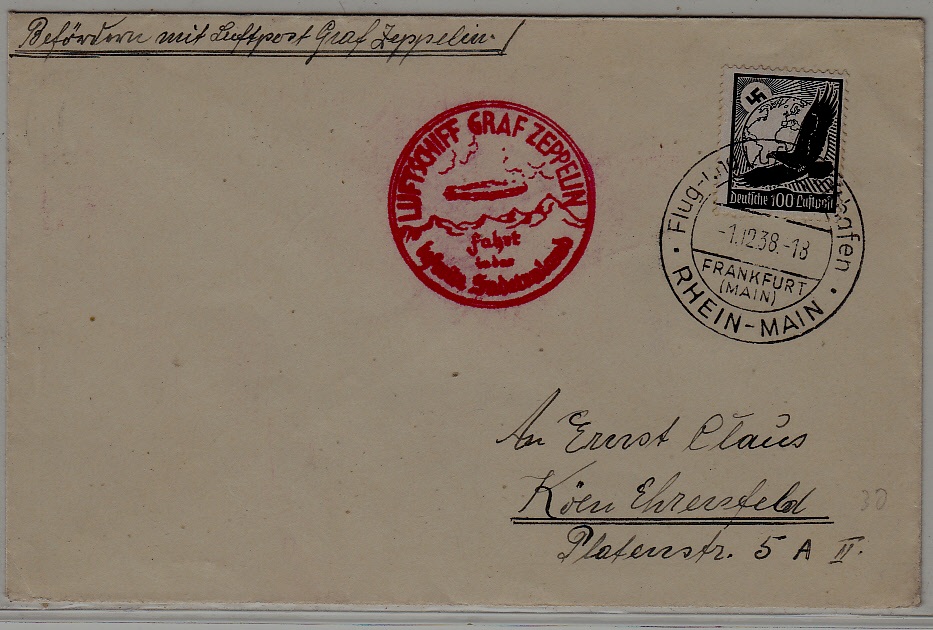 Befördern mit Luftpost Graf Zeppelin.
LUFTSCHIFF GRAF ZEPPELIN
Fahrt
in das
Sudetenland
Deutsche 100 Luftpost
Flug- hafen
-1.12.38.-18
FRANKFURT
(MAIN)
RHEIN-MAIN
An Ernst Claus
Köln Ehrenfeld
30
Platenstr. 5 A II.